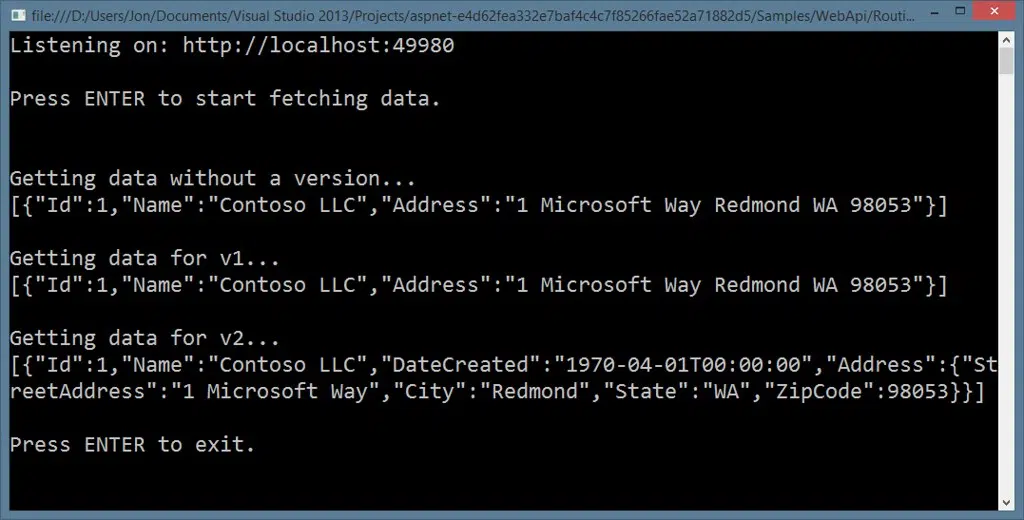 file:///D:/Users/Jon/Documents/Visual Studio 2013/Projects/aspnet-e4d62fea332e7baf4c4c7f85266fae52a71882d5/Samples/WebApi/Routi...
Listening on: http://localhost:49980
Press ENTER to start fetching data.
Getting data without a version...
[{"Id":1,"Name":"Contoso LLC","Address":"1 Microsoft Way Redmond WA 98053"}]
Getting data for v1...
[{"Id":1,"Name":"Contoso LLC","Address":"1 Microsoft Way Redmond WA 98053"}]
Getting data for v2...
[{"Id":1,"Name":"Contoso LLC","DateCreated":"1970-04-01T00:00:00","Address":{"St
reetAddress":"1 Microsoft Way","City":"Redmond","State":"WA","ZipCode":98053}}]
Press ENTER to exit.